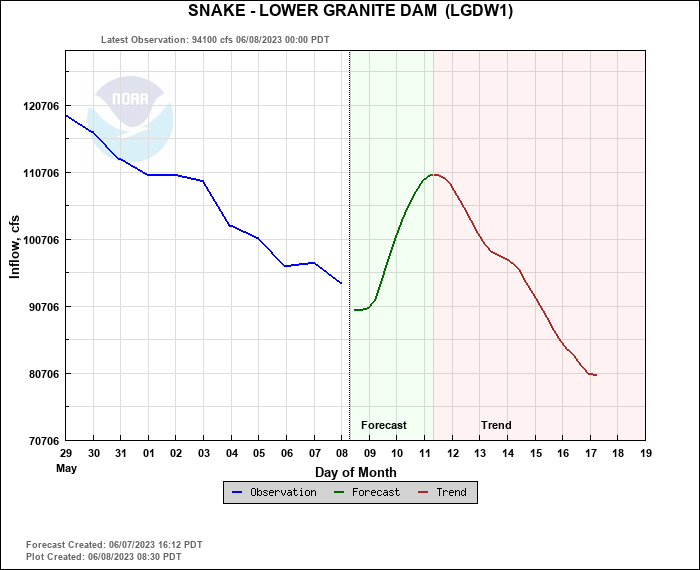 SNAKE - LOWER GRANITE DAM (LGDW1)
Latest Observation: 94100 cfs 06/08/2023 00:00 PDT
NOAA
120706
110706
100706
90706
80706
70706
Inflow, cfs
Forecast Trend
29 30 31 01 02 03 04 05 06 07 08 09 10 11 12 13 14 15 16 17 18 19
May
Day of Month
Observation Forecast Trend
Forecast Created: 06/07/2023 16:12 PDT
Plot Created: 06/08/2023 08:30 PDT